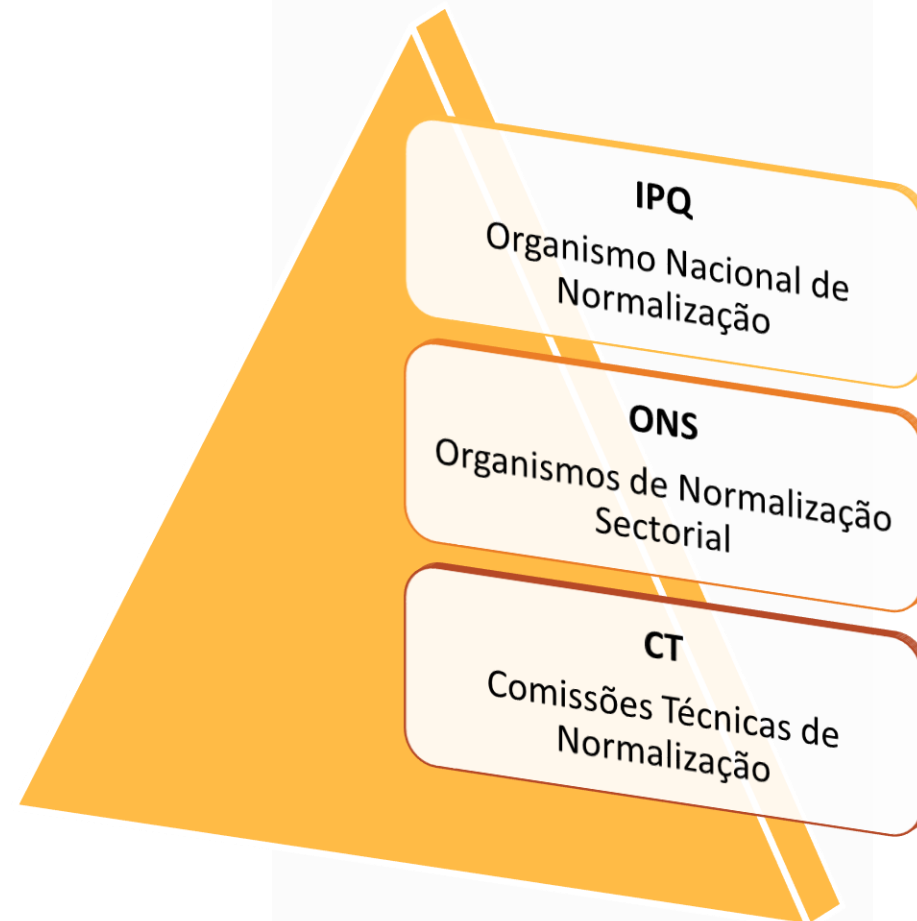 IPQ
Organismo Nacional de
Normalização
ONS
Organismos de Normalização
Sectorial
CT
Comissões Técnicas de
Normalização